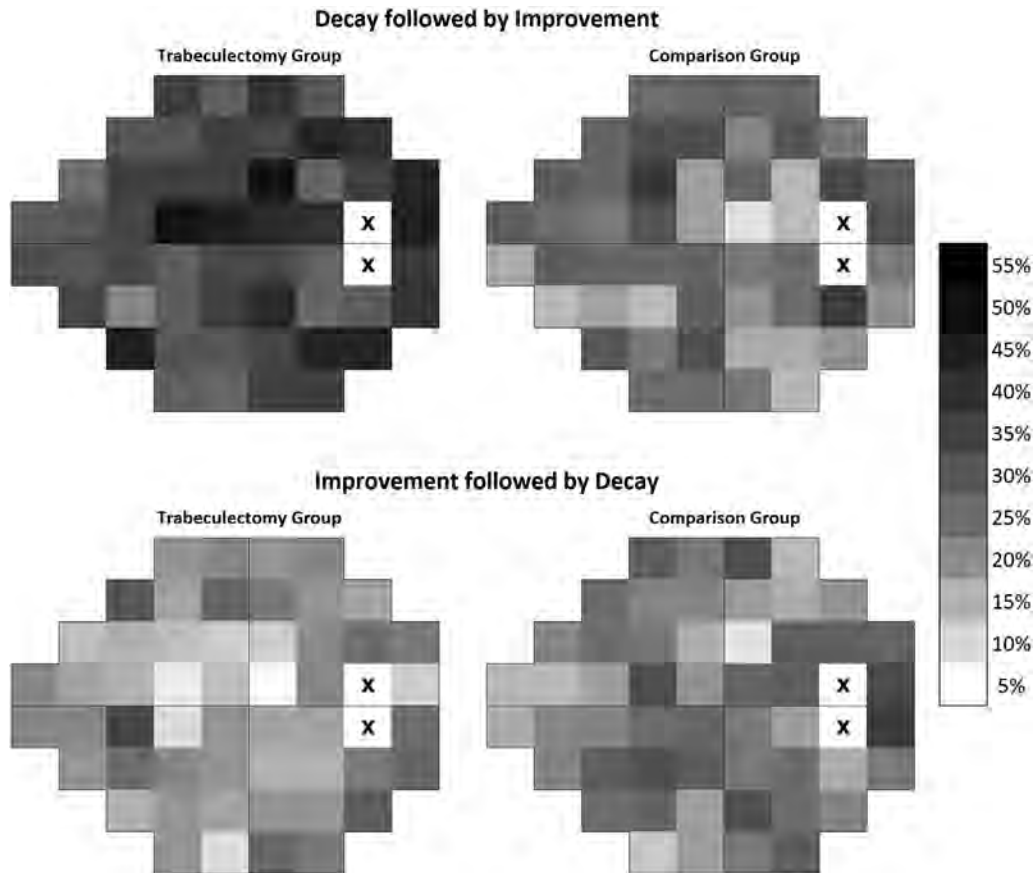 Decay followed by Improvement
Trabeculectomy Group
Comparison Group
X
X
X
X
55%
50%
45%
40%
35%
30%
25%
20%
15%
10%
5%
Improvement followed by Decay
Trabeculectomy Group
Comparison Group
X
X
X
X